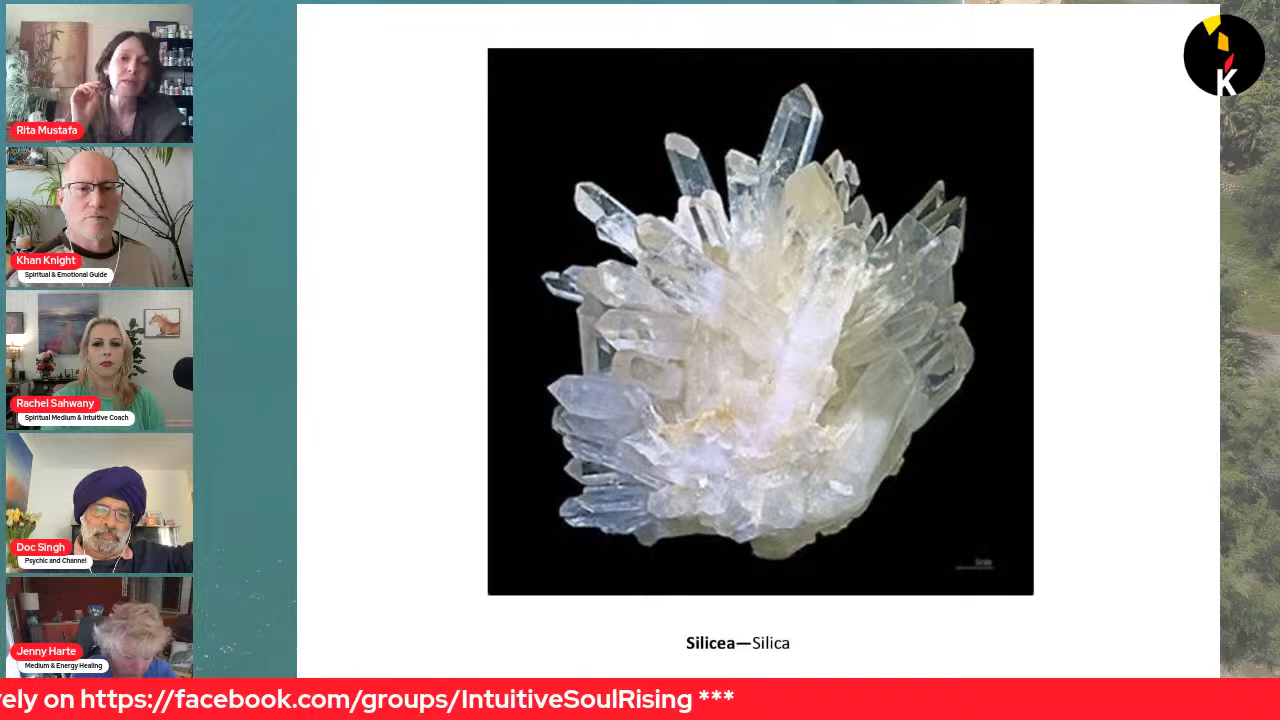 Rita Mustafa
Khan Knight
Spiritual & Emotional Guide
Rachel Sahwany
Spiritual Medium & Intuitive Coach
Doc Singh
Psychic and Channel
Jenny Harte
Medium & Energy Healing
K
Silicea—Silica
vely on https://facebook.com/groups/IntuitiveSoulRising ***